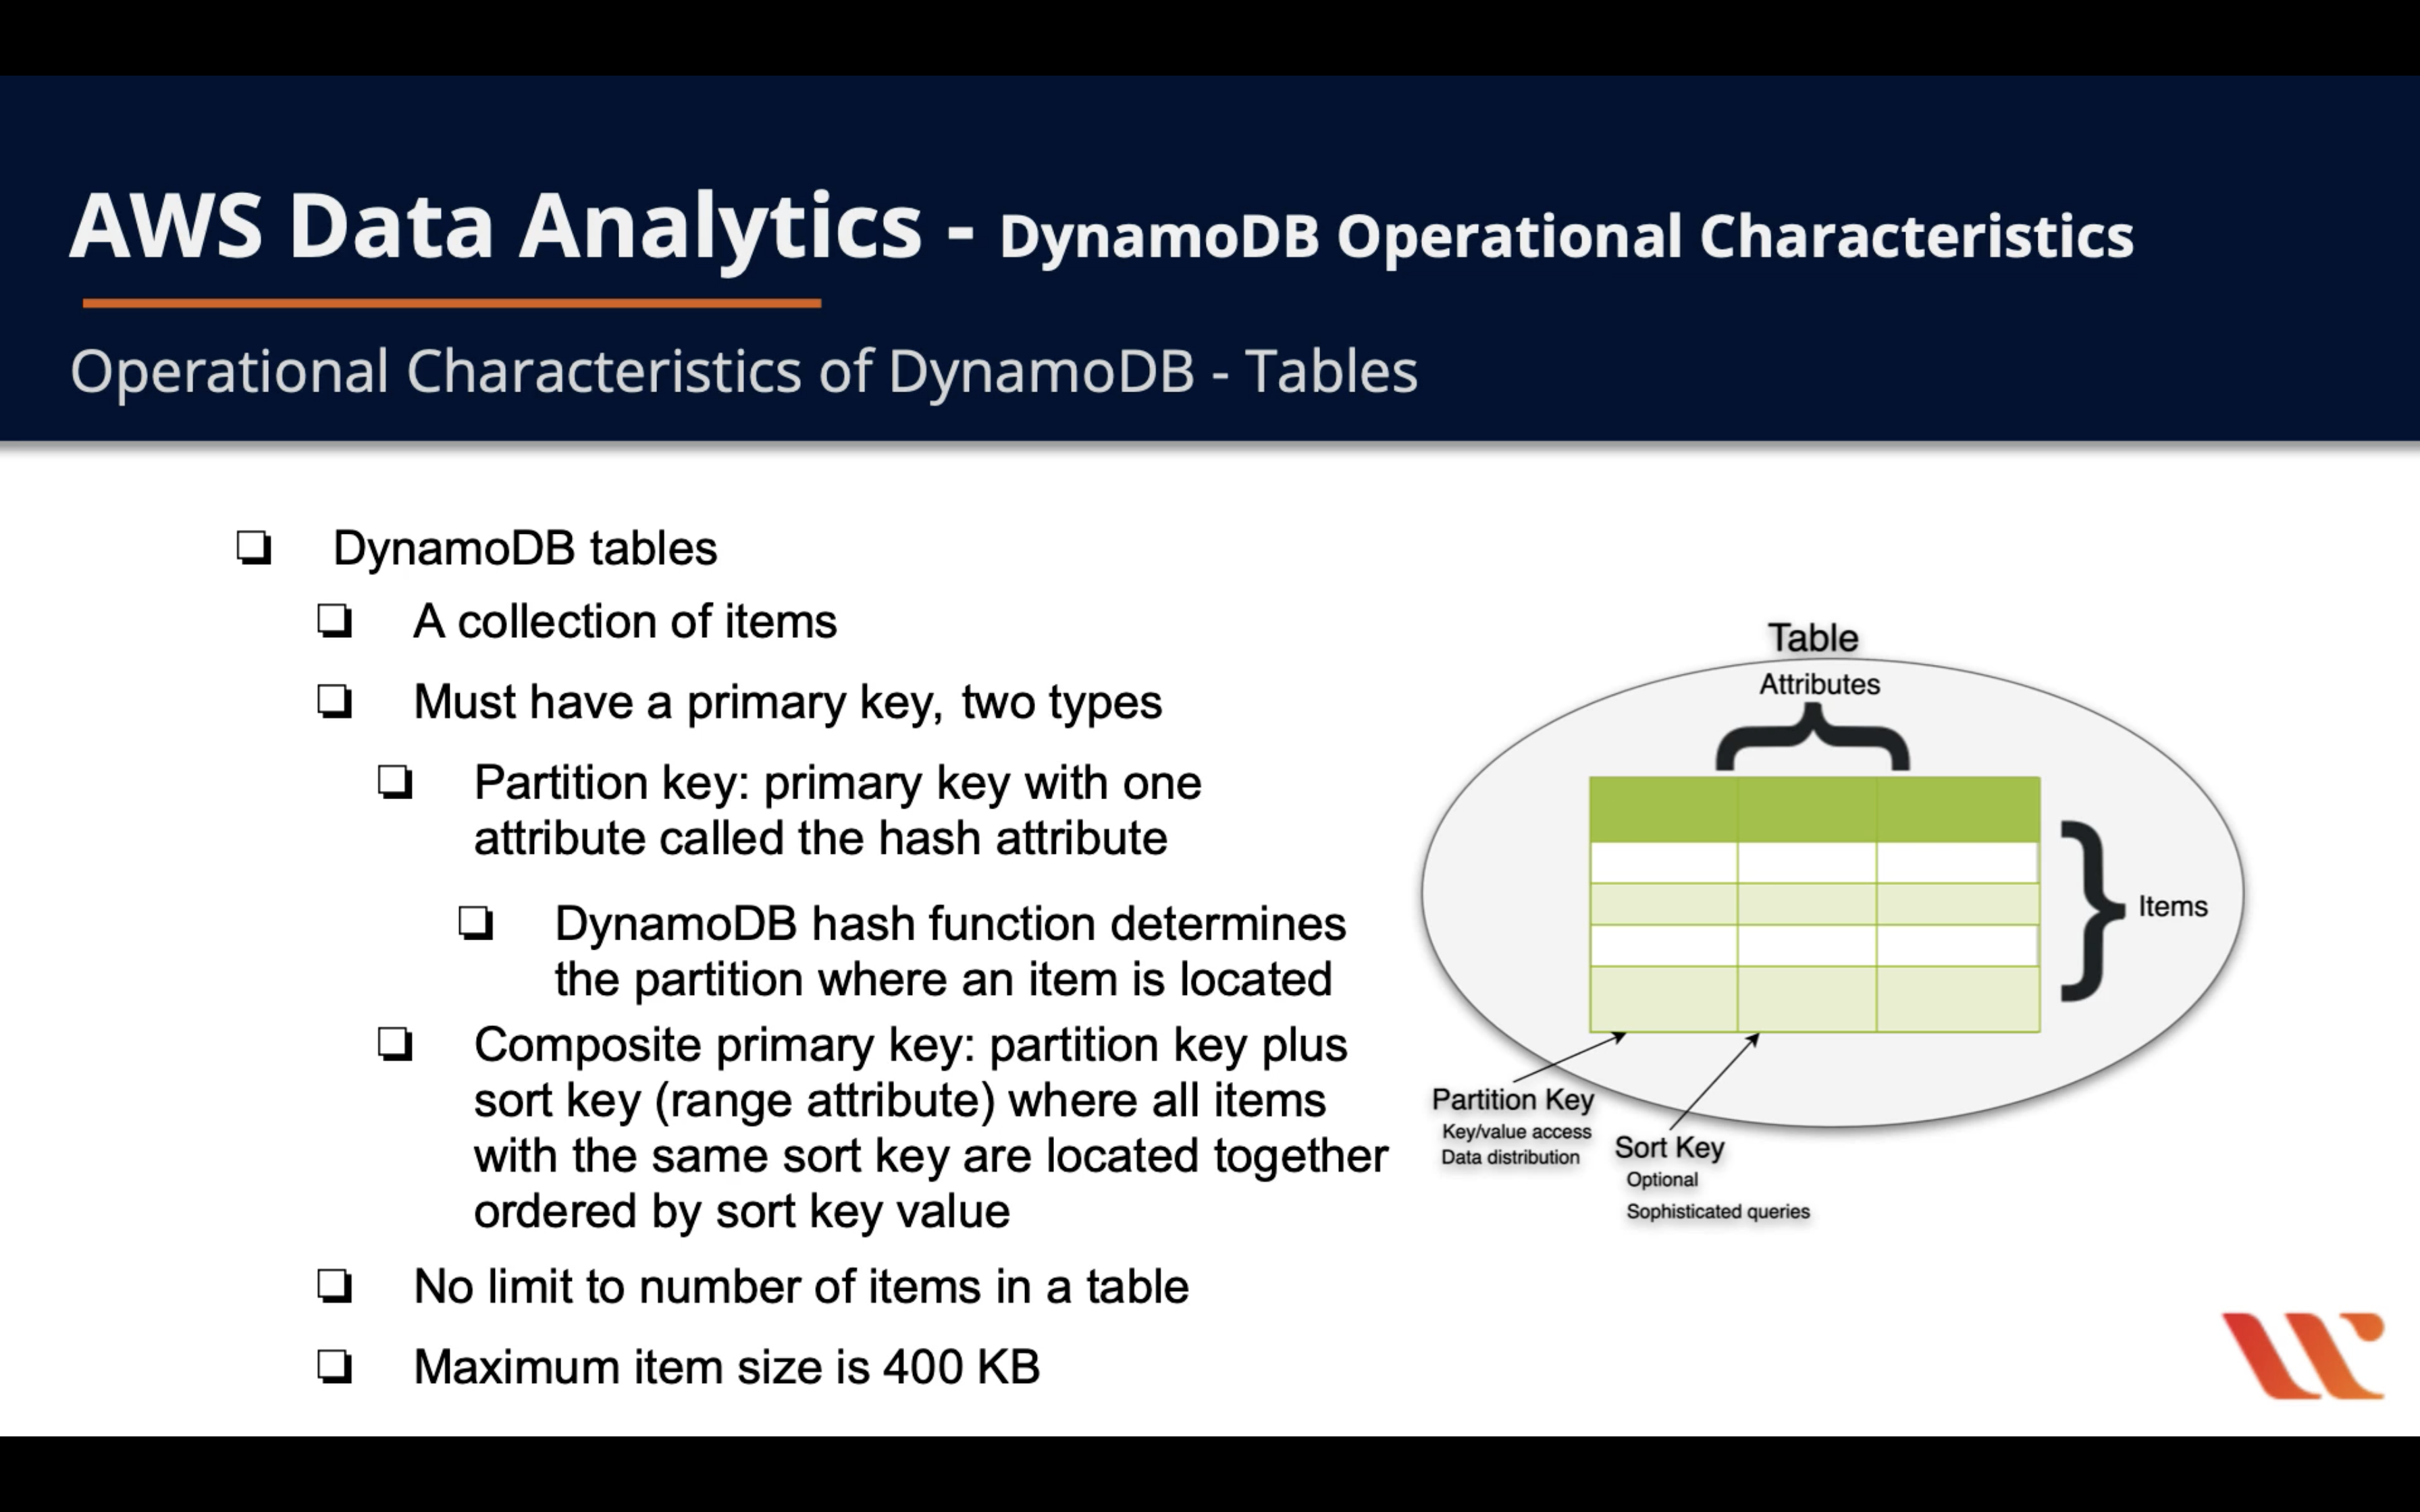 AWS Data Analytics - DynamoDB Operational Characteristics
Operational Characteristics of DynamoDB - Tables
DynamoDB tables
A collection of items
Must have a primary key, two types
Partition key: primary key with one
attribute called the hash attribute
DynamoDB hash function determines
the partition where an item is located
Composite primary key: partition key plus
sort key (range attribute) where all items
with the same sort key are located together
ordered by sort key value
No limit to number of items in a table
Maximum item size is 400 KB
Table
Attributes
Items
Partition Key
Key/value access
Data distribution
Sort Key
Optional
Sophisticated queries